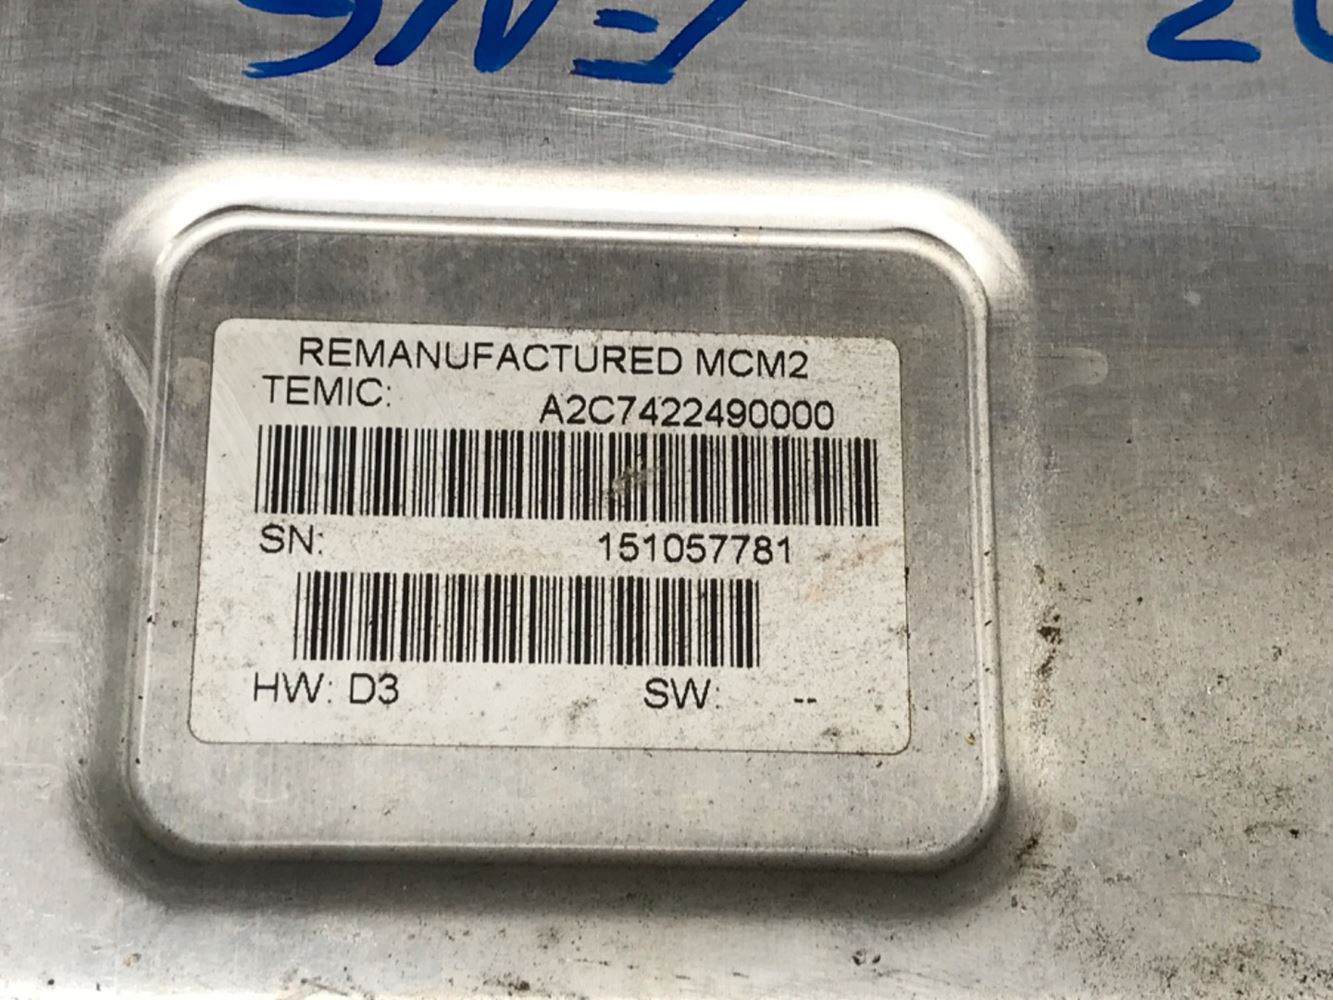 REMANUFACTURED MCM2
TEMIC: A2C7422490000
SN: 151057781
HW: D3 SW: --